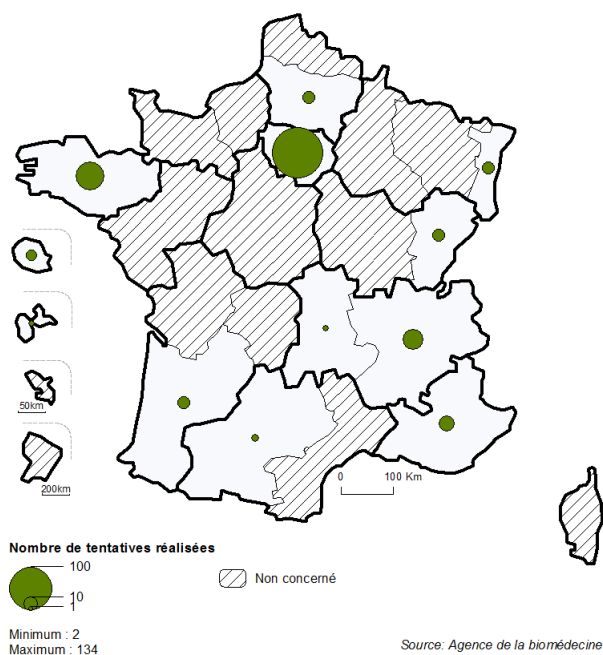 50km
200km
0 100 Km
Nombre de tentatives réalisées
100
10
1
Non concerné
Minimum : 2
Maximum : 134
Source: Agence de la biomédecine